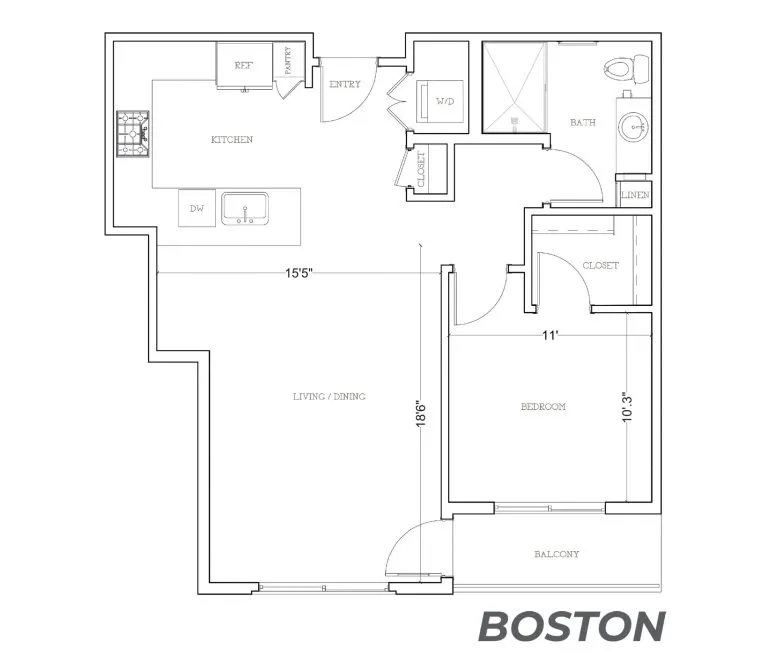 REF
PANTRY
ENTRY
W/D
BATH
KITCHEN
CLOSET
DW
LINEN
CLOSET
15'5"
11'
LIVING / DINING
18'6"
BEDROOM
10'.3"
BALCONY
BOSTON